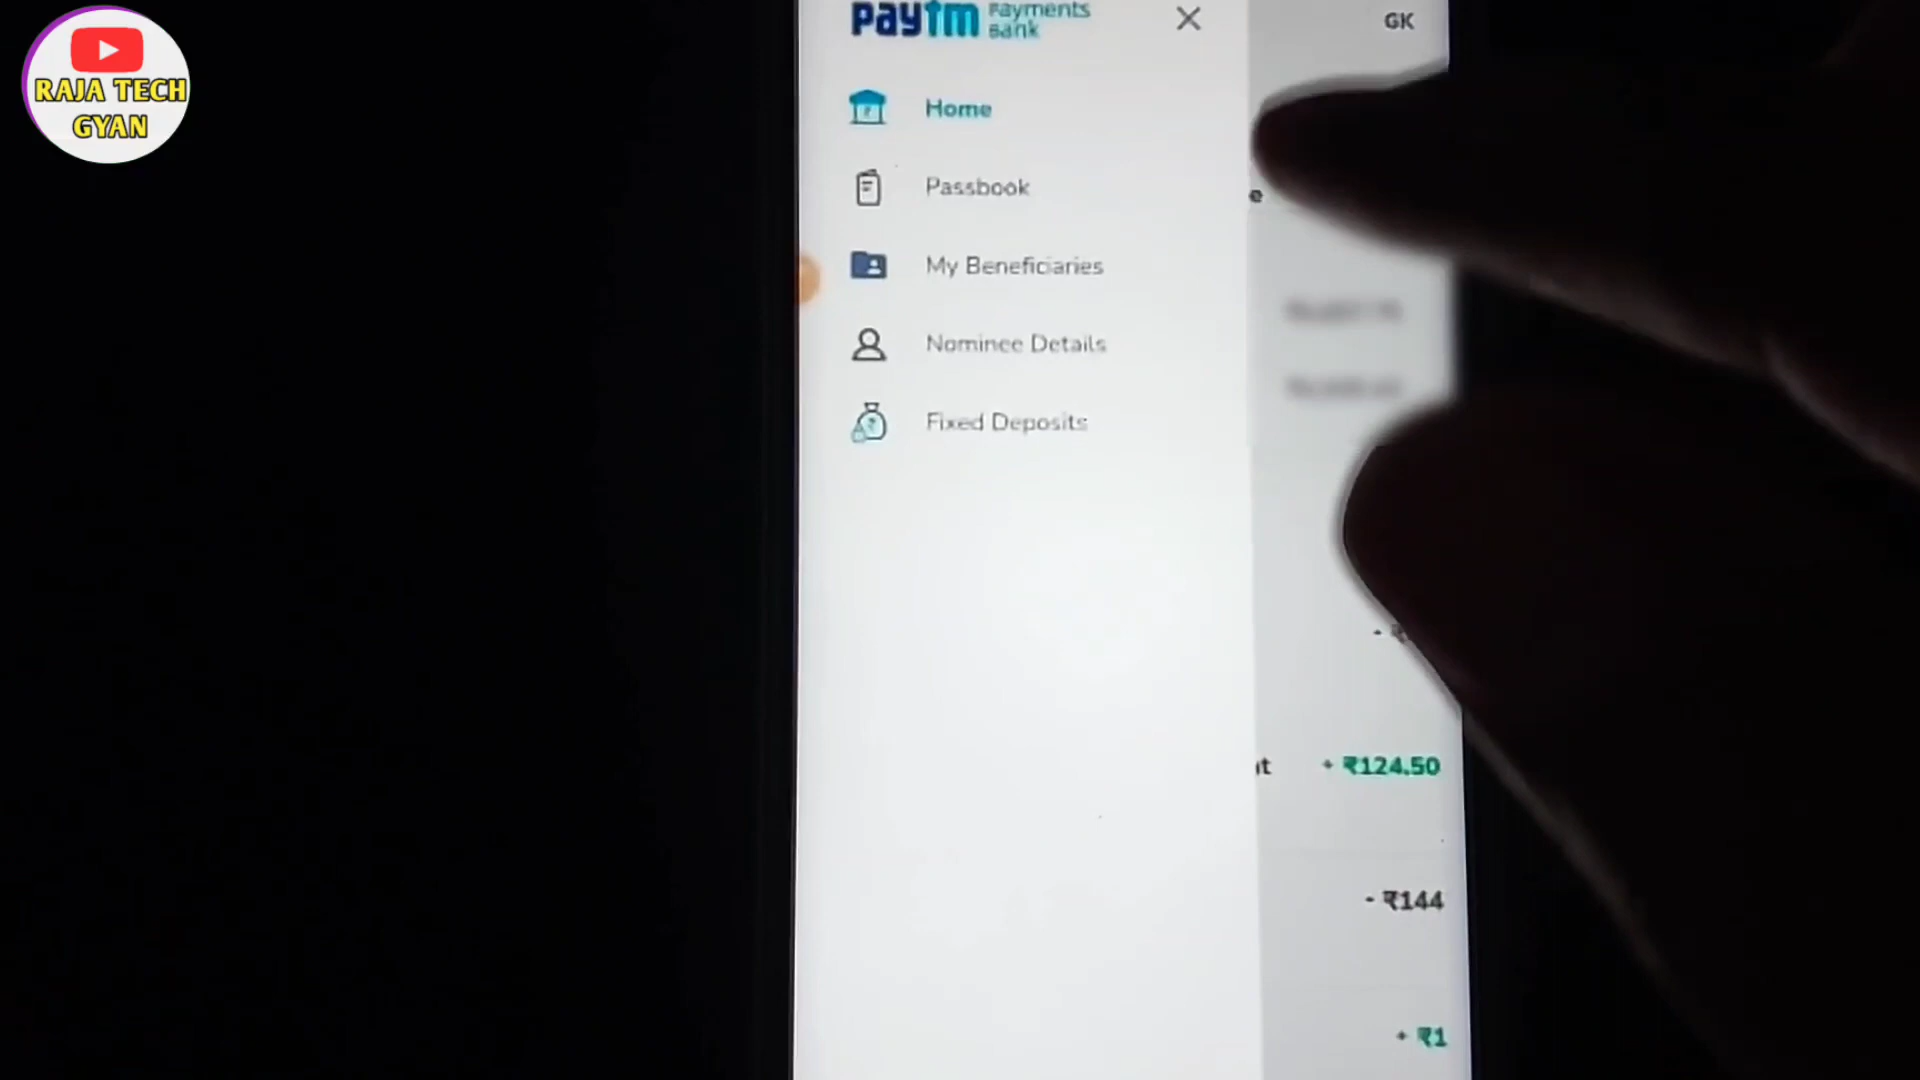 RAJA TECH
GYAN
paytm Payments Bank
GK
Home
Passbook
e
My Beneficiaries
Nominee Details
Fixed Deposits
+ ₹124.50
- ₹144
+ ₹1